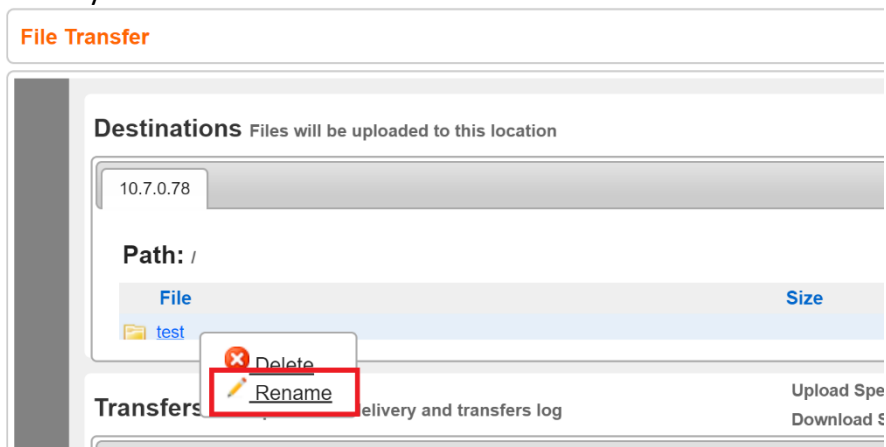 File Transfer
Destinations Files will be uploaded to this location
10.7.0.78
Path: /
File Size
test
Delete
Rename
Transfers elivery and transfers log
Upload Spe
Download S